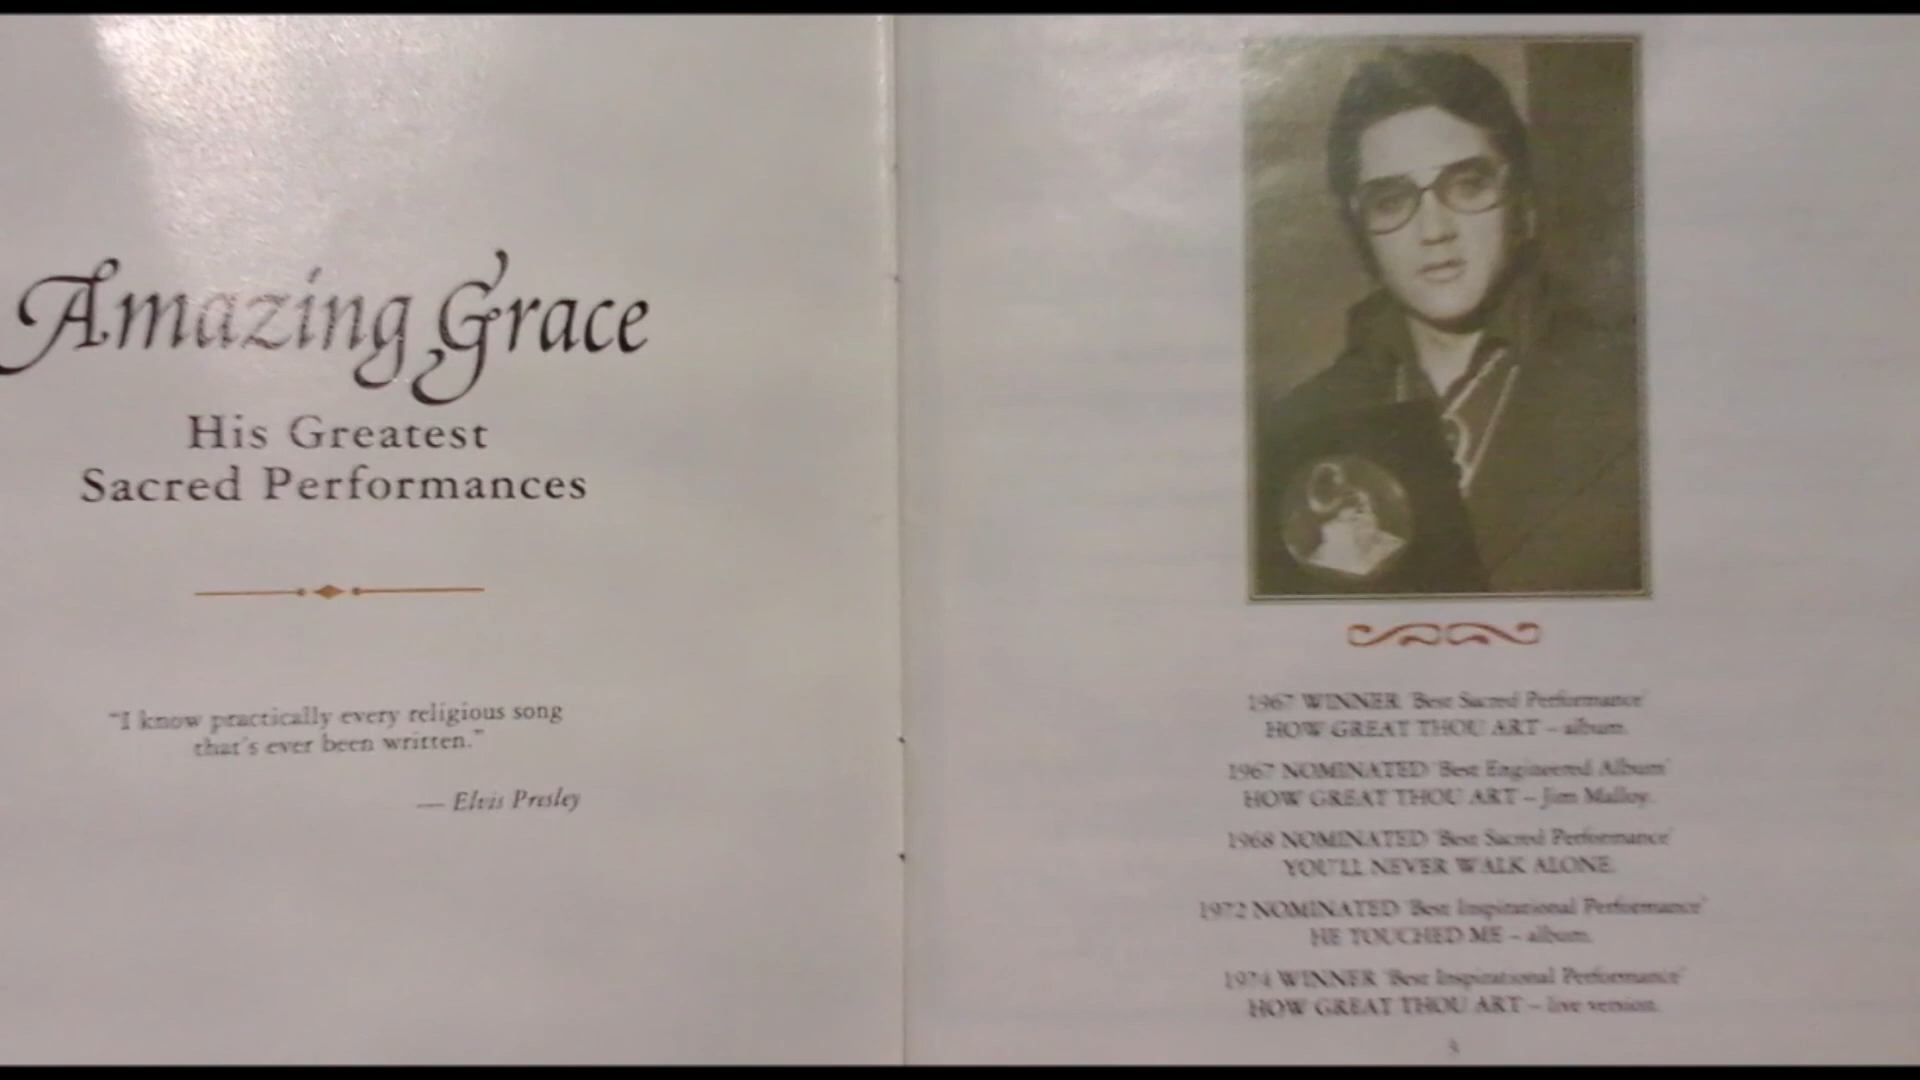 Amazing Grace
His Greatest
Sacred Performances
"I know practically every religious song
that's ever been written."
— Elvis Presley
1967 WINNER 'Best Sacred Performance'
HOW GREAT THOU ART – album.
1967 NOMINATED 'Best Engineered Album'
HOW GREAT THOU ART – Jim Malloy.
1968 NOMINATED 'Best Sacred Performance'
YOU'LL NEVER WALK ALONE.
1972 NOMINATED 'Best Inspirational Performance'
HE TOUCHED ME – album.
1974 WINNER 'Best Inspirational Performance'
HOW GREAT THOU ART – live version.